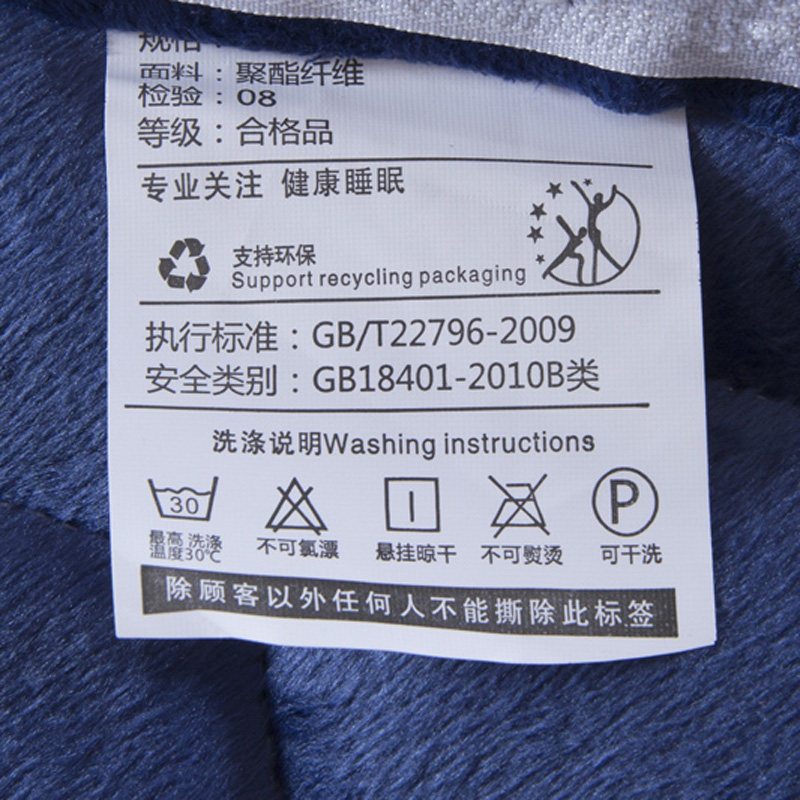 规格:
面料: 聚酯纤维
检验: 08
等级: 合格品
专业关注 健康睡眠
支持环保
Support recycling packaging
执行标准: GB/T22796-2009
安全类别: GB18401-2010B类
洗涤说明Washing instructions
30
P
最高 洗涤
温度30℃
不可氯漂
悬挂晾干
不可熨烫
可干洗
除顾客以外任何人不能撕除此标签